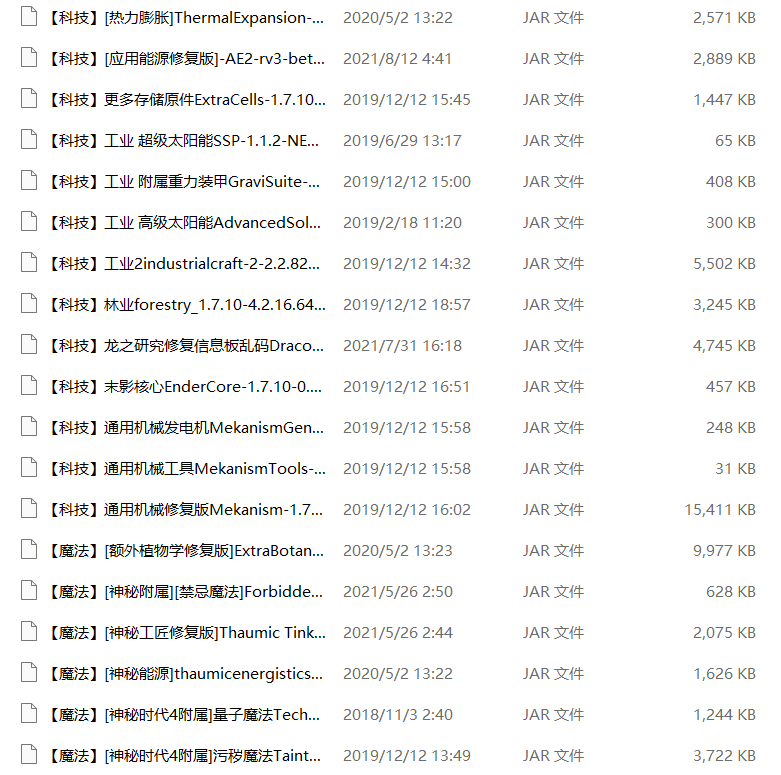 【科技】[热力膨胀]ThermalExpansion-... 2020/5/2 13:22 JAR 文件 2,571 KB
【科技】[应用能源修复版]-AE2-rv3-bet... 2021/8/12 4:41 JAR 文件 2,889 KB
【科技】更多存储原件ExtraCells-1.7.10... 2019/12/12 15:45 JAR 文件 1,447 KB
【科技】工业 超级太阳能SSP-1.1.2-NE... 2019/6/29 13:17 JAR 文件 65 KB
【科技】工业 附属重力装甲GraviSuite-... 2019/12/12 15:00 JAR 文件 408 KB
【科技】工业 高级太阳能AdvancedSol... 2019/2/18 11:20 JAR 文件 300 KB
【科技】工业2industrialcraft-2-2.2.82... 2019/12/12 14:32 JAR 文件 5,502 KB
【科技】林业forestry_1.7.10-4.2.16.64... 2019/12/12 18:57 JAR 文件 3,245 KB
【科技】龙之研究修复信息板乱码Draco... 2021/7/31 16:18 JAR 文件 4,745 KB
【科技】末影核心EnderCore-1.7.10-0.... 2019/12/12 16:51 JAR 文件 457 KB
【科技】通用机械发电机MekanismGen... 2019/12/12 15:58 JAR 文件 248 KB
【科技】通用机械工具MekanismTools-... 2019/12/12 15:58 JAR 文件 31 KB
【科技】通用机械修复版Mekanism-1.7... 2019/12/12 16:02 JAR 文件 15,411 KB
【魔法】[额外植物学修复版]ExtraBotan... 2020/5/2 13:23 JAR 文件 9,977 KB
【魔法】[神秘附属][禁忌魔法]Forbidde... 2021/5/26 2:50 JAR 文件 628 KB
【魔法】[神秘工匠修复版]Thaumic Tink... 2021/5/26 2:44 JAR 文件 2,075 KB
【魔法】[神秘能源]thaumicenergistics... 2020/5/2 13:22 JAR 文件 1,626 KB
【魔法】[神秘时代4附属]量子魔法Tech... 2018/11/3 2:40 JAR 文件 1,244 KB
【魔法】[神秘时代4附属]污秽魔法Taint... 2019/12/12 13:49 JAR 文件 3,722 KB